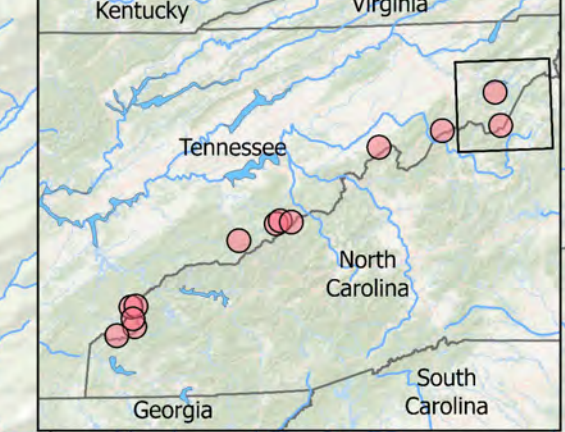 Kentucky
Virginia
Tennessee
North
Carolina
South
Carolina
Georgia